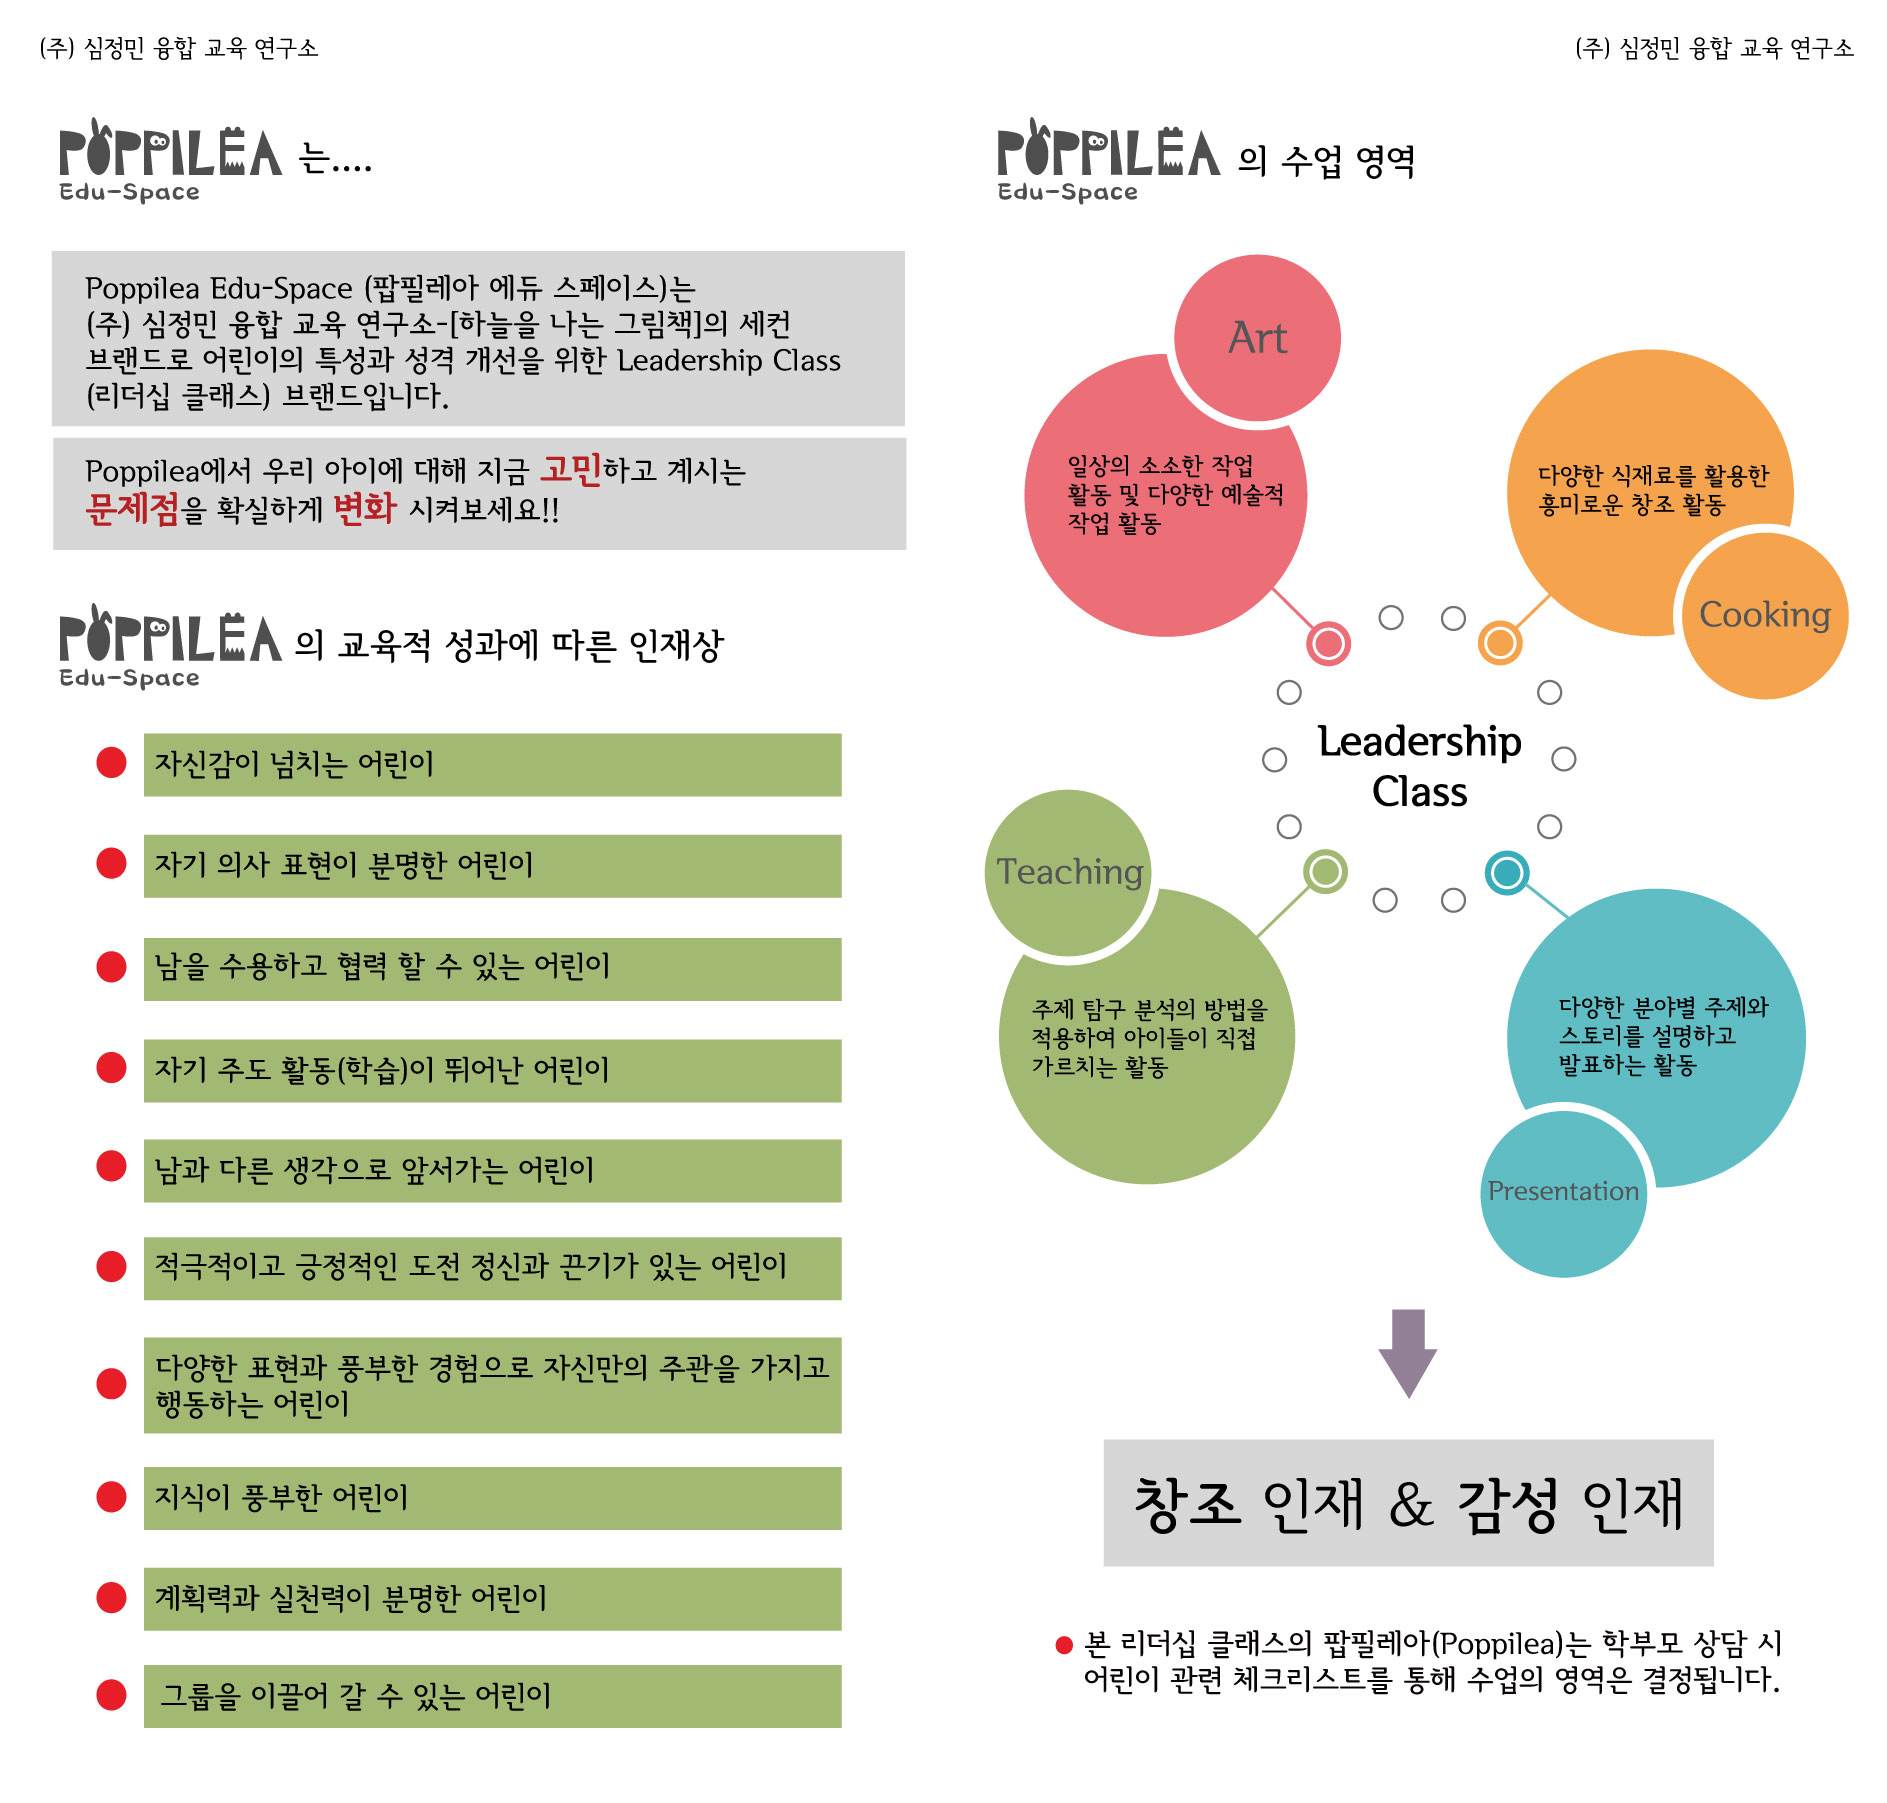 (주) 심정민 융합 교육 연구소
(주) 심정민 융합 교육 연구소
POPPILEA 는....
Edu-Space
Poppilea Edu-Space (팝필레아 에듀 스페이스)는
(주) 심정민 융합 교육 연구소-[하늘을 나는 그림책]의 세컨
브랜드로 어린이의 특성과 성격 개선을 위한 Leadership Class
(리더십 클래스) 브랜드입니다.
Poppilea에서 우리 아이에 대해 지금 고민하고 계시는
문제점을 확실하게 변화 시켜보세요!!
POPPILEA 의 교육적 성과에 따른 인재상
Edu-Space
자신감이 넘치는 어린이
자기 의사 표현이 분명한 어린이
남을 수용하고 협력 할 수 있는 어린이
자기 주도 활동(학습)이 뛰어난 어린이
남과 다른 생각으로 앞서가는 어린이
적극적이고 긍정적인 도전 정신과 끈기가 있는 어린이
다양한 표현과 풍부한 경험으로 자신만의 주관을 가지고
행동하는 어린이
지식이 풍부한 어린이
계획력과 실천력이 분명한 어린이
그룹을 이끌어 갈 수 있는 어린이
POPPILEA 의 수업 영역
Edu-Space
Art
일상의 소소한 작업
활동 및 다양한 예술적
작업 활동
다양한 식재료를 활용한
흥미로운 창조 활동
Cooking
Leadership
Class
Teaching
주제 탐구 분석의 방법을
적용하여 아이들이 직접
가르치는 활동
다양한 분야별 주제와
스토리를 설명하고
발표하는 활동
Presentation
창조 인재 & 감성 인재
본 리더십 클래스의 팝필레아(Poppilea)는 학부모 상담 시
어린이 관련 체크리스트를 통해 수업의 영역은 결정됩니다.